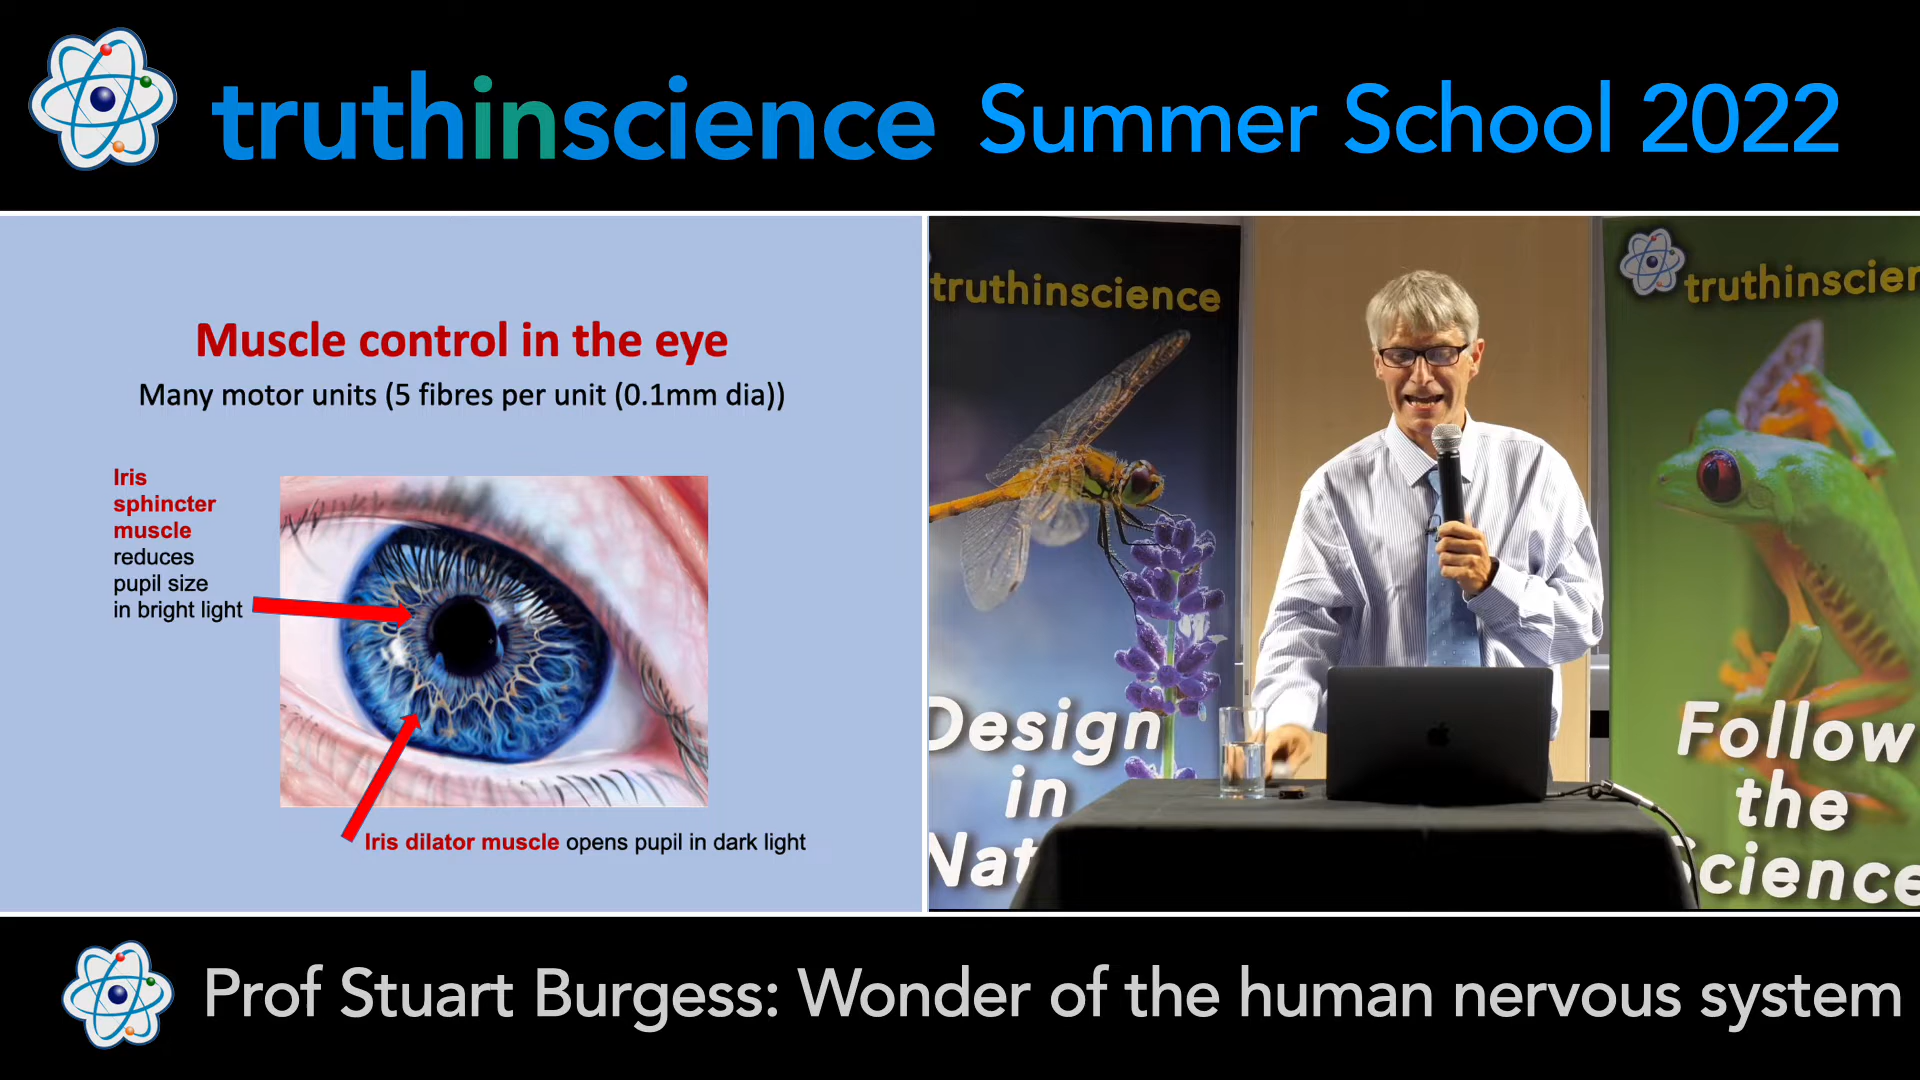 truthinscience Summer School 2022
Muscle control in the eye
Many motor units (5 fibres per unit (0.1mm dia))
Iris
sphincter
muscle
reduces
pupil size
in bright light
Iris dilator muscle opens pupil in dark light
truthinscience
Design
in
Nat
truthinscien
Follow
the
Science
Prof Stuart Burgess: Wonder of the human nervous system